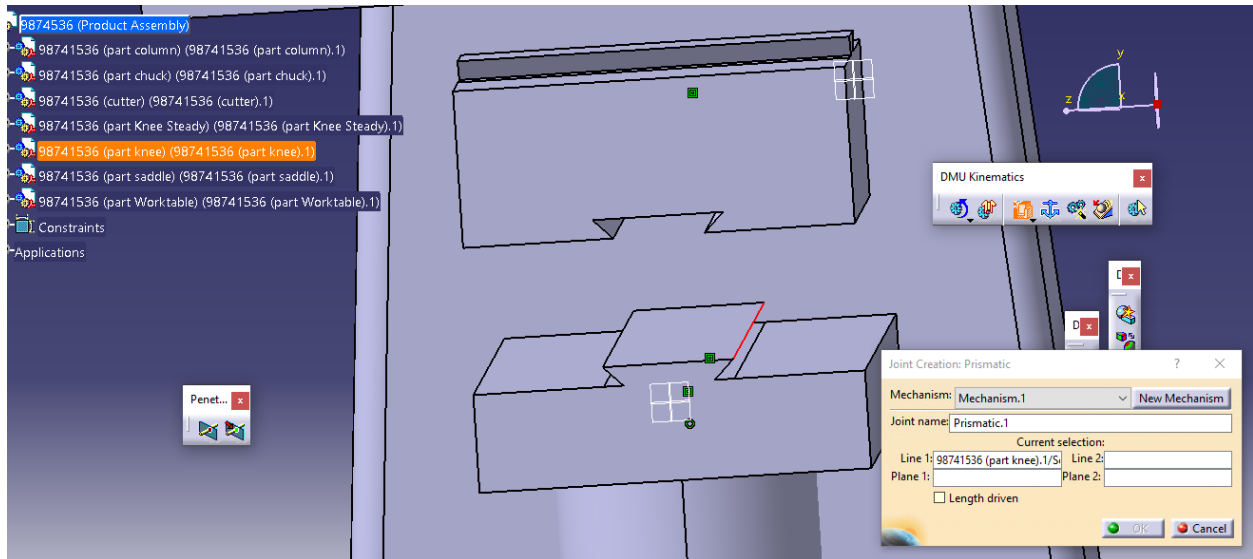 9874536 (Product Assembly)
98741536 (part column) (98741536 (part column).1)
98741536 (part chuck) (98741536 (part chuck).1)
98741536 (cutter) (98741536 (cutter).1)
98741536 (part Knee Steady) (98741536 (part Knee Steady).1)
98741536 (part knee) (98741536 (part knee).1)
98741536 (part saddle) (98741536 (part saddle).1)
98741536 (part Worktable) (98741536 (part Worktable).1)
Constraints
Applications
y
z
x
DMU Kinematics
x
D x
Penet... x
Joint Creation: Prismatic ? ×
Mechanism: Mechanism.1 New Mechanism
Joint name: Prismatic.1
Current selection:
Line 1: 98741536 (part knee).1/S Line 2:
Plane 1: Plane 2:
Length driven
OK Cancel